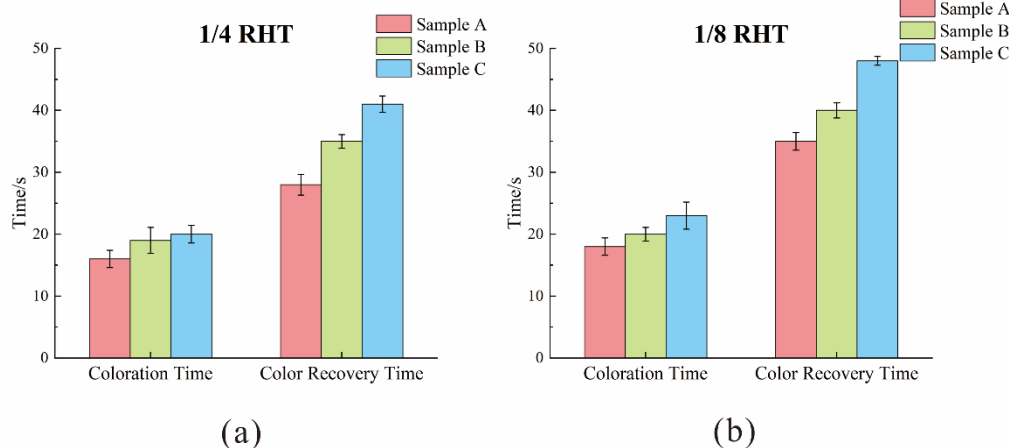 1/4 RHT
Sample A
Sample B
Sample C
Time/s
50
40
30
20
10
0
Coloration Time
Color Recovery Time
(a)
1/8 RHT
Sample A
Sample B
Sample C
Time/s
50
40
30
20
10
0
Coloration Time
Color Recovery Time
(b)